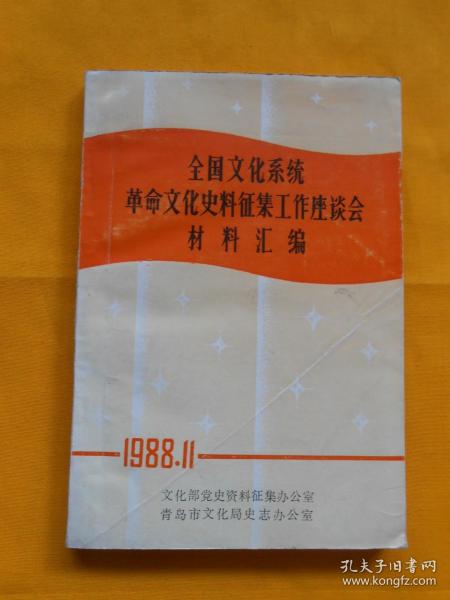 全国文化系统
革命文化史料征集工作座谈会
材料汇编
1988.11
文化部党史资料征集办公室
青岛市文化局史志办公室
孔夫子旧书网
www.kongfz.com